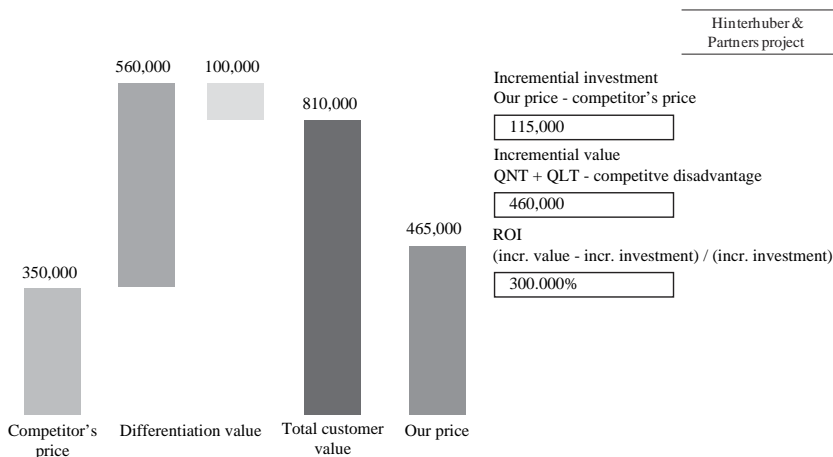 Hinterhuber &
Partners project
560,000
100,000
810,000
465,000
350,000
Competitor's
price
Differentiation value
Total customer
value
Our price
Incremential investment
Our price - competitor's price
115,000
Incremential value
QNT + QLT - competitve disadvantage
460,000
ROI
(incr. value - incr. investment) / (incr. investment)
300.000%